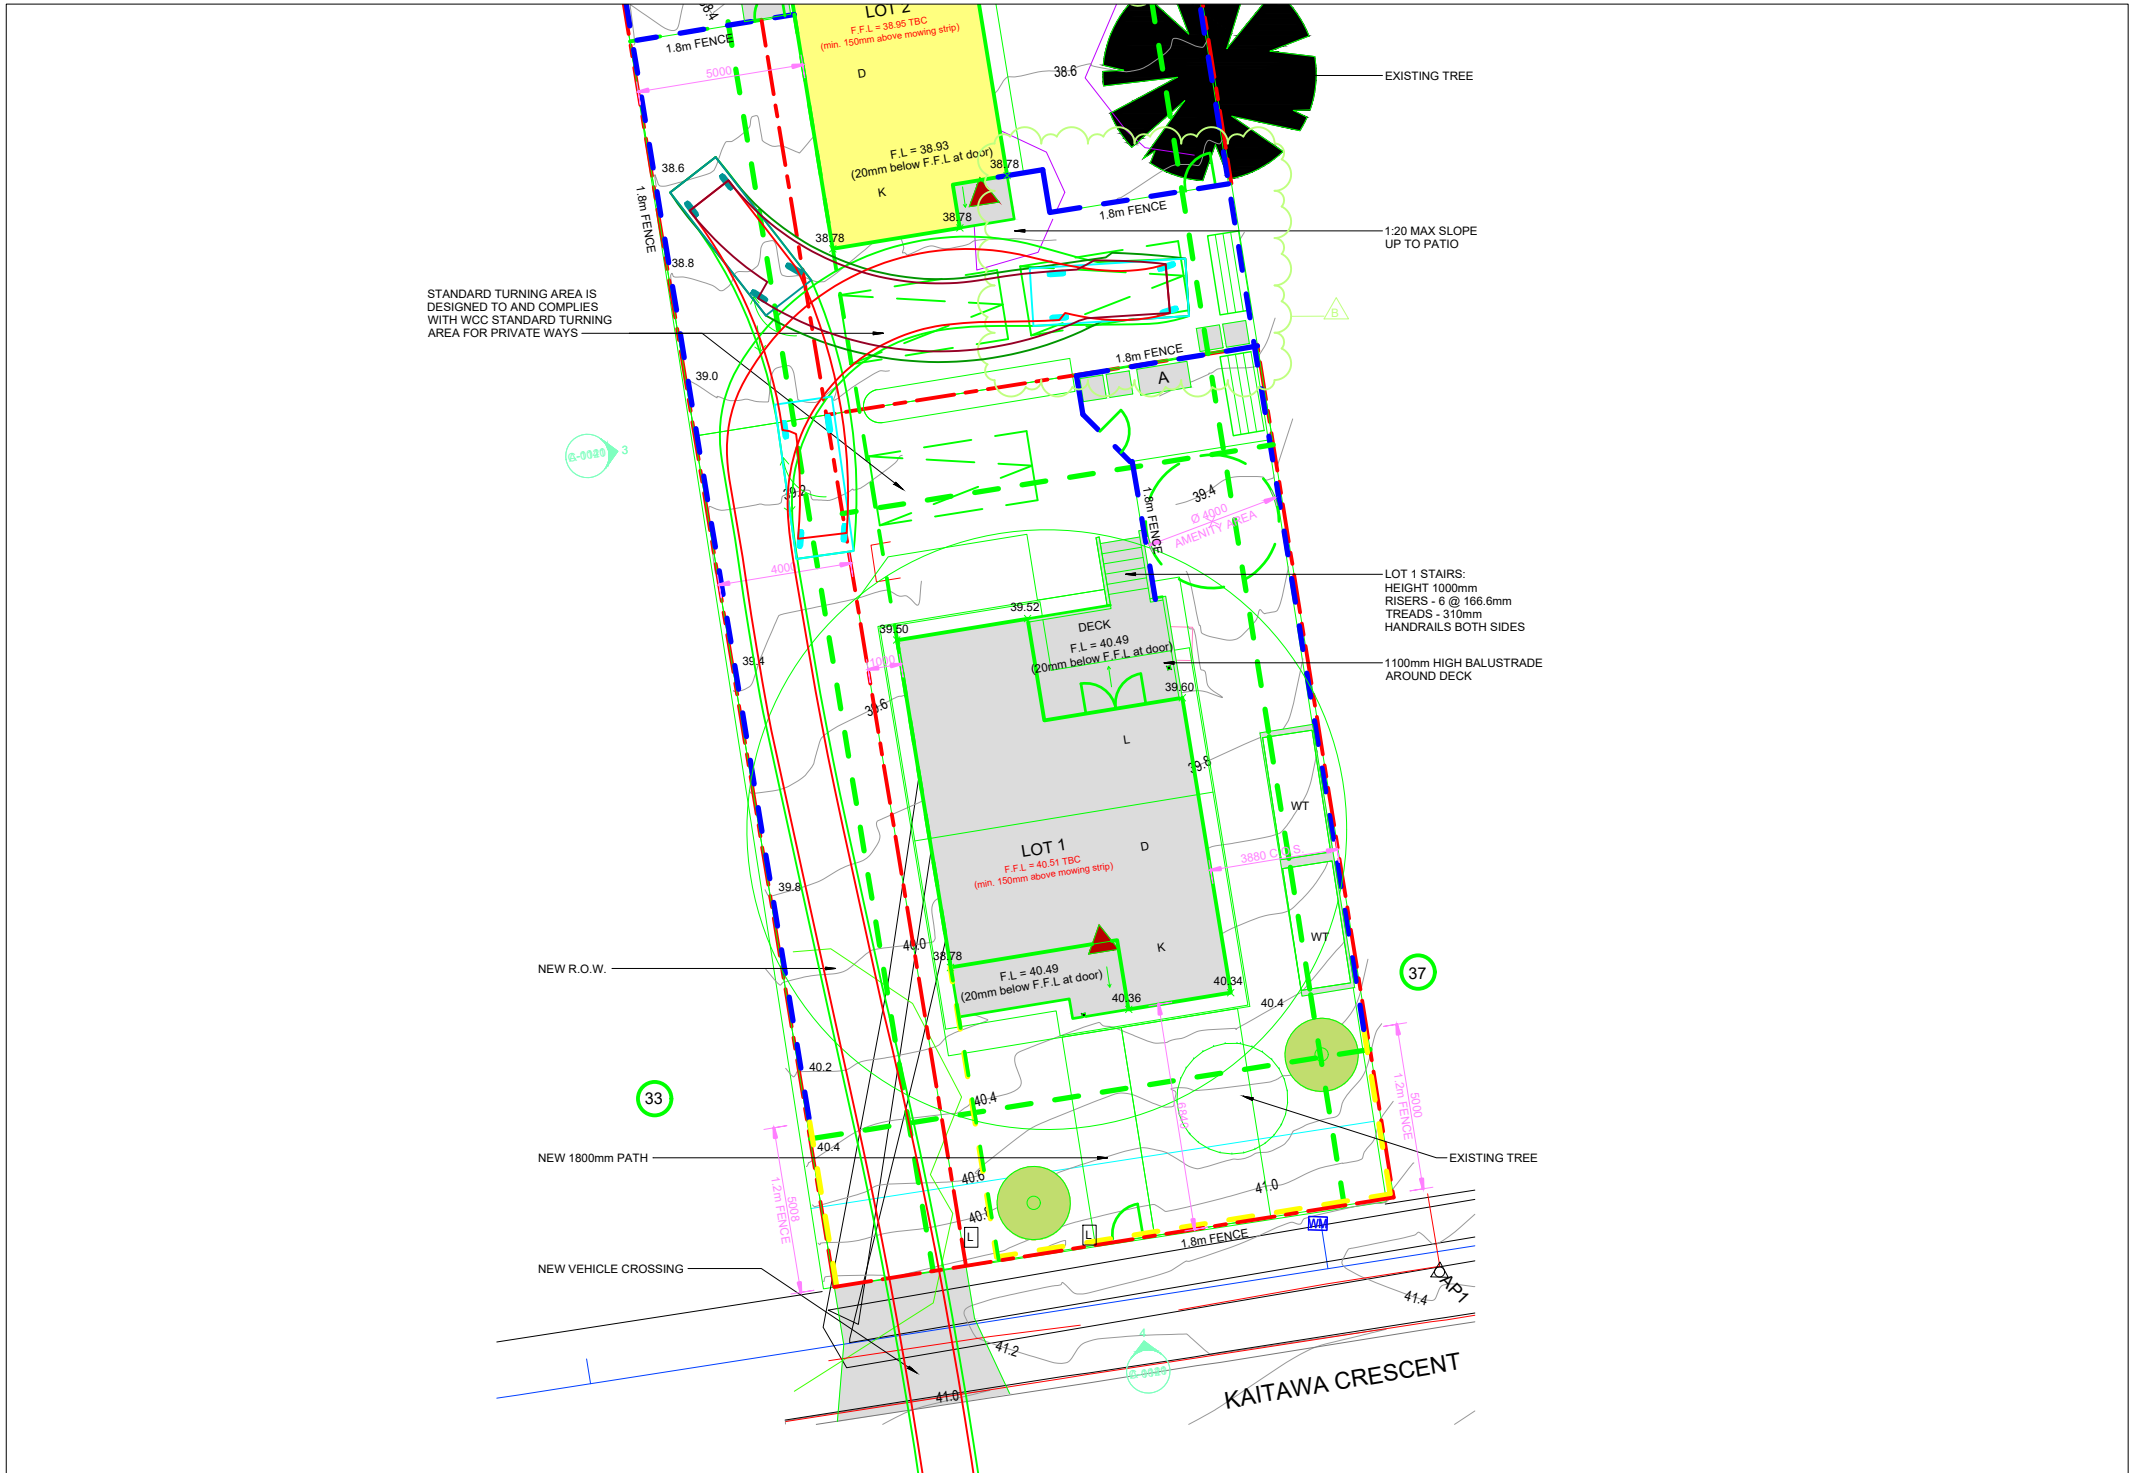 38.4
LOT 2
F.F.L = 38.95 TBC
(min. 150mm above mowing strip)
1.8m FENCE
5000
D
38.6
EXISTING TREE
F.L = 38.93
(20mm below F.F.L at door)
38.78
K
38.6
1.8m FENCE
38.78
38.78
1.8m FENCE
1:20 MAX SLOPE
UP TO PATIO
38.8
STANDARD TURNING AREA IS
DESIGNED TO AND COMPLIES
WITH WCC STANDARD TURNING
AREA FOR PRIVATE WAYS
B
1.8m FENCE
A
39.0
3
39.2
39.4
1.8m FENCE
Ø 4000
AMENITY AREA
4000
LOT 1 STAIRS:
HEIGHT 1000mm
RISERS - 6 @ 166.6mm
TREADS - 310mm
HANDRAILS BOTH SIDES
39.52
39.50
DECK
F.L = 40.49
(20mm below F.F.L at door)
1100mm HIGH BALUSTRADE
AROUND DECK
39.4
1000
39.60
39.6
L
39.8
WT
LOT 1
F.F.L = 40.51 TBC
(min. 150mm above mowing strip)
D
3880 C.O.S.
39.8
40.0
38.78
K
WT
NEW R.O.W.
F.L = 40.49
(20mm below F.F.L at door)
40.36
40.34
40.4
37
40.2
33
40.4
6840
5000
1.2m FENCE
40.4
NEW 1800mm PATH
EXISTING TREE
40.6
41.0
5008
1.2m FENCE
L
L
WM
1.8m FENCE
NEW VEHICLE CROSSING
AP1
41.4
41.2
4
41.0
KAITAWA CRESCENT